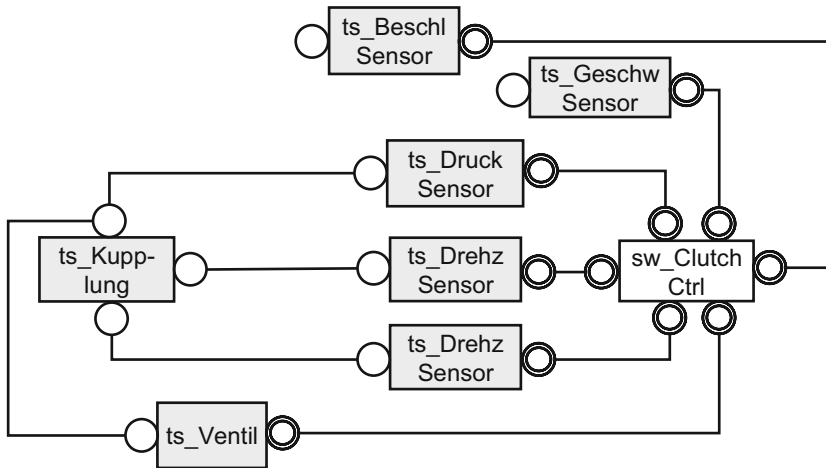 ts_Beschl
Sensor
ts_Geschw
Sensor
ts_Druck
Sensor
ts_Kupp-
lung
ts_Drehz
Sensor
sw_Clutch
Ctrl
ts_Drehz
Sensor
ts_Ventil